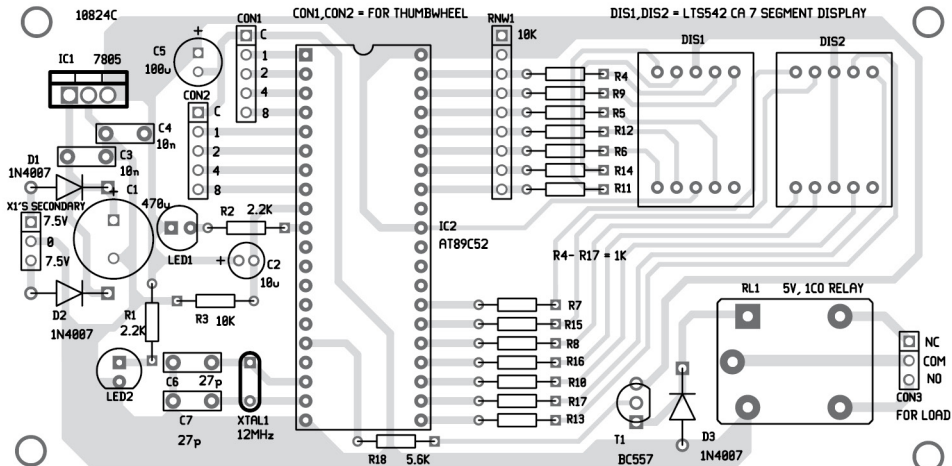 10824C
CON1,CON2 = FOR THUMBWHEEL
DIS1,DIS2 = LTS542 CA 7 SEGMENT DISPLAY
CON1
RNW1
10K
C
1
2
4
8
IC1 7805
C5
100u
+
CON2
C
1
2
4
8
DIS1
DIS2
R4
R9
R5
R12
R6
R14
R11
C4
10n
C3
10n
D1
1N4007
X1'S SECONDARY
7.5V
0
7.5V
+
C1
470u
LED1
R2 2.2K
+
C2
10u
IC2
AT89C52
R4- R17 = 1K
D2
1N4007
R1
2.2K
R3 10K
R7
R15
R8
R16
R10
R17
R13
RL1 5V, 1CO RELAY
NC
COM
NO
CON3
FOR LOAD
LED2
C6 27p
C7
27p
XTAL1
12MHz
R18 5.6K
T1
BC557
D3
1N4007